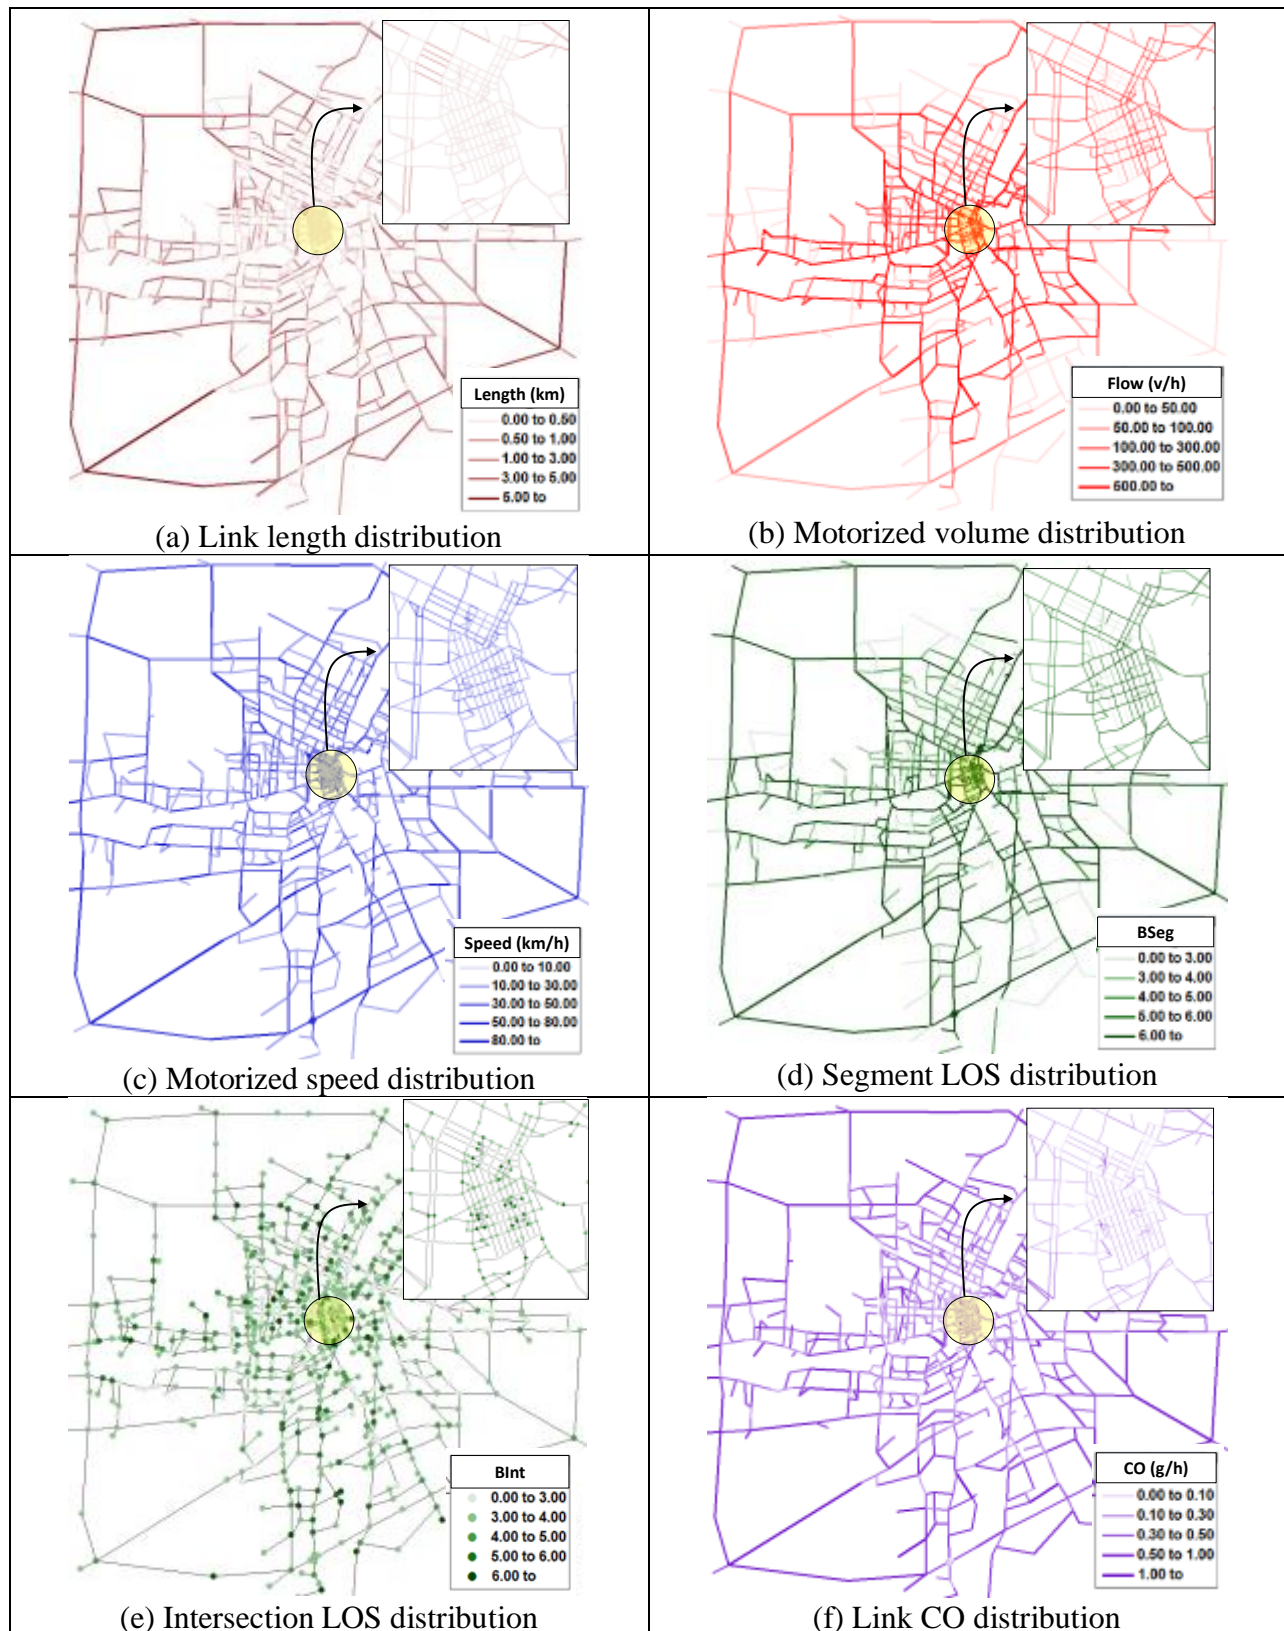 Length (km)
0.00 to 0.50
0.50 to 1.00
1.00 to 3.00
3.00 to 5.00
5.00 to
(a) Link length distribution
Flow (v/h)
0.00 to 50.00
50.00 to 100.00
100.00 to 300.00
300.00 to 500.00
500.00 to
(b) Motorized volume distribution
Speed (km/h)
0.00 to 10.00
10.00 to 30.00
30.00 to 50.00
50.00 to 80.00
80.00 to
(c) Motorized speed distribution
BSeg
0.00 to 3.00
3.00 to 4.00
4.00 to 5.00
5.00 to 6.00
6.00 to
(d) Segment LOS distribution
BInt
0.00 to 3.00
3.00 to 4.00
4.00 to 5.00
5.00 to 6.00
6.00 to
(e) Intersection LOS distribution
CO (g/h)
0.00 to 0.10
0.10 to 0.30
0.30 to 0.50
0.50 to 1.00
1.00 to
(f) Link CO distribution